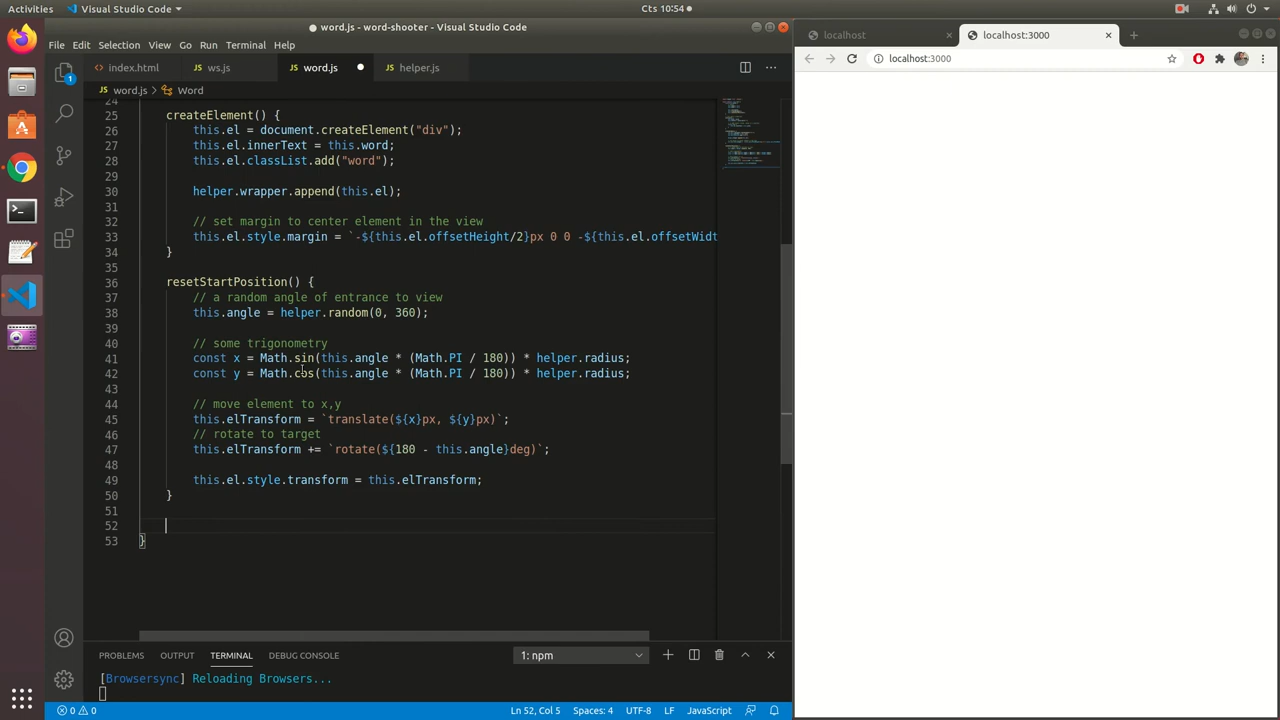 Activities
Visual Studio Code
Cts 10:54
word.js - word-shooter - Visual Studio Code
File Edit Selection View Go Run Terminal Help
localhost
localhost:3000
localhost:3000
index.html
ws.js
word.js
helper.js
word.js > Word
1
24
25 createElement() {
26 this.el = document.createElement("div");
27 this.el.innerText = this.word;
28 this.el.classList.add("word");
29
30 helper.wrapper.append(this.el);
31
32 // set margin to center element in the view
33 this.el.style.margin = `-${this.el.offsetHeight/2}px 0 0 -${this.el.offsetWidt
34 }
35
36 resetStartPosition() {
37 // a random angle of entrance to view
38 this.angle = helper.random(0, 360);
39
40 // some trigonometry
41 const x = Math.sin(this.angle * (Math.PI / 180)) * helper.radius;
42 const y = Math.cos(this.angle * (Math.PI / 180)) * helper.radius;
43
44 // move element to x,y
45 this.elTransform = `translate(${x}px, ${y}px)`;
46 // rotate to target
47 this.elTransform += `rotate(${180 - this.angle}deg)`;
48
49 this.el.style.transform = this.elTransform;
50 }
51
52
53 }
PROBLEMS OUTPUT TERMINAL DEBUG CONSOLE
1: npm
[Browsersync] Reloading Browsers...
0 0
Ln 52, Col 5 Spaces: 4 UTF-8 LF JavaScript